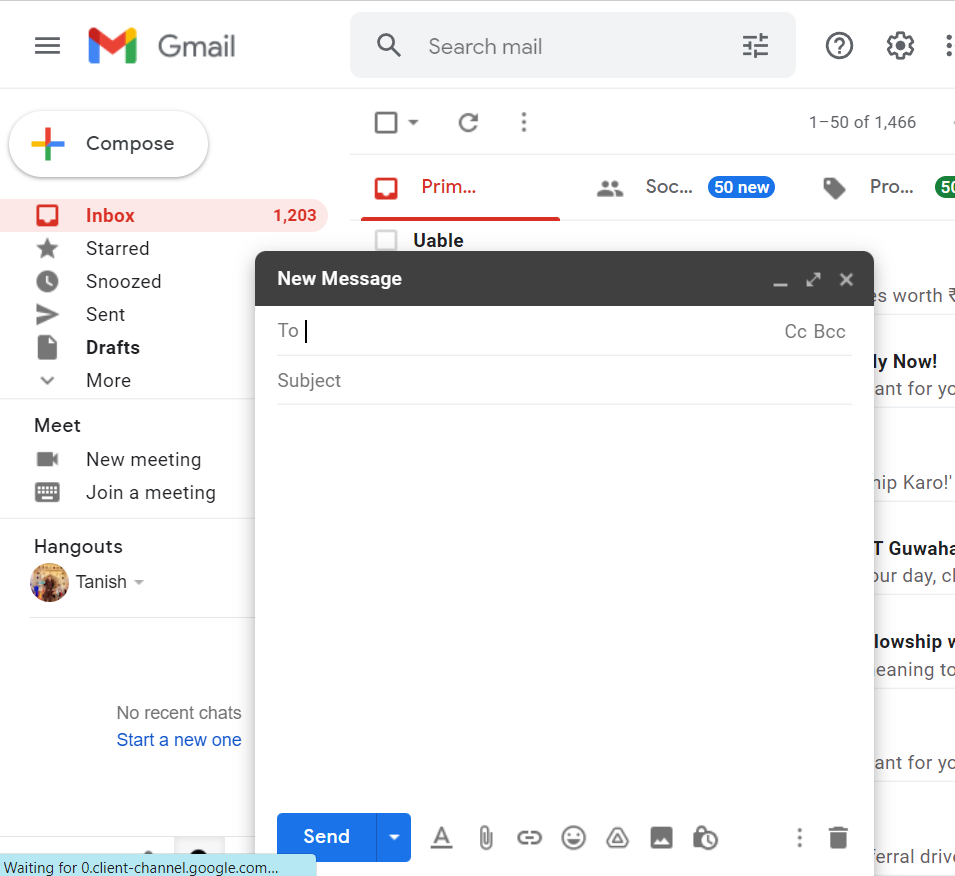 Gmail
Search mail
Compose
1–50 of 1,466
Prim...
Soc...
50 new
Pro...
50
Inbox
1,203
Starred
Snoozed
Sent
Drafts
More
Meet
New meeting
Join a meeting
Hangouts
Tanish
No recent chats
Start a new one
Uable
New Message
To
Cc Bcc
Subject
Send
es worth ₹
ly Now!
ant for yo
hip Karo!'
T Guwaha
our day, cl
llowship w
eaning to
ant for yo
ferral drive
Waiting for 0.client-channel.google.com...